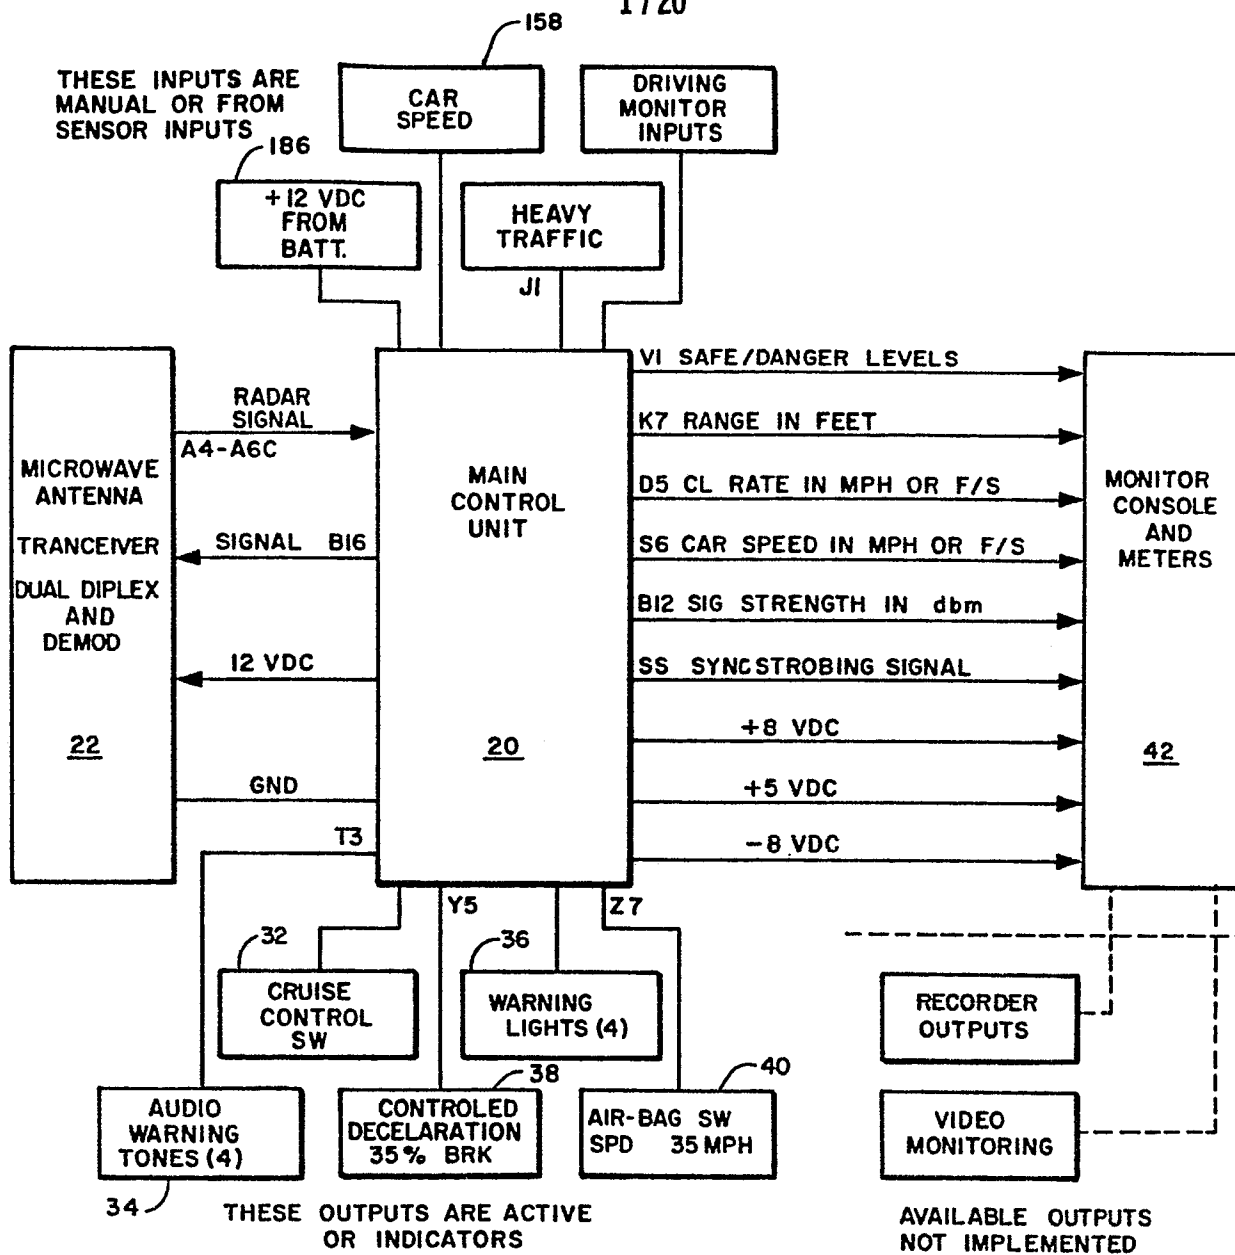 1/20
158
THESE INPUTS ARE
MANUAL OR FROM
SENSOR INPUTS
CAR
SPEED
DRIVING
MONITOR
INPUTS
186
+12 VDC
FROM
BATT.
HEAVY
TRAFFIC
J1
MICROWAVE
ANTENNA
TRANCEIVER
DUAL DIPLEX
AND
DEMOD
22
RADAR
SIGNAL
A4-A6C
SIGNAL B16
12 VDC
GND
T3
MAIN
CONTROL
UNIT
20
V1 SAFE/DANGER LEVELS
K7 RANGE IN FEET
D5 CL RATE IN MPH OR F/S
S6 CAR SPEED IN MPH OR F/S
B12 SIG STRENGTH IN dbm
SS SYNC STROBING SIGNAL
+8 VDC
+5 VDC
-8 VDC
MONITOR
CONSOLE
AND
METERS
42
Y5
Z7
32
CRUISE
CONTROL
SW
36
WARNING
LIGHTS (4)
RECORDER
OUTPUTS
AUDIO
WARNING
TONES (4)
34
38
CONTROLED
DECELARATION
35% BRK
40
AIR-BAG SW
SPD 35 MPH
VIDEO
MONITORING
THESE OUTPUTS ARE ACTIVE
OR INDICATORS
AVAILABLE OUTPUTS
NOT IMPLEMENTED